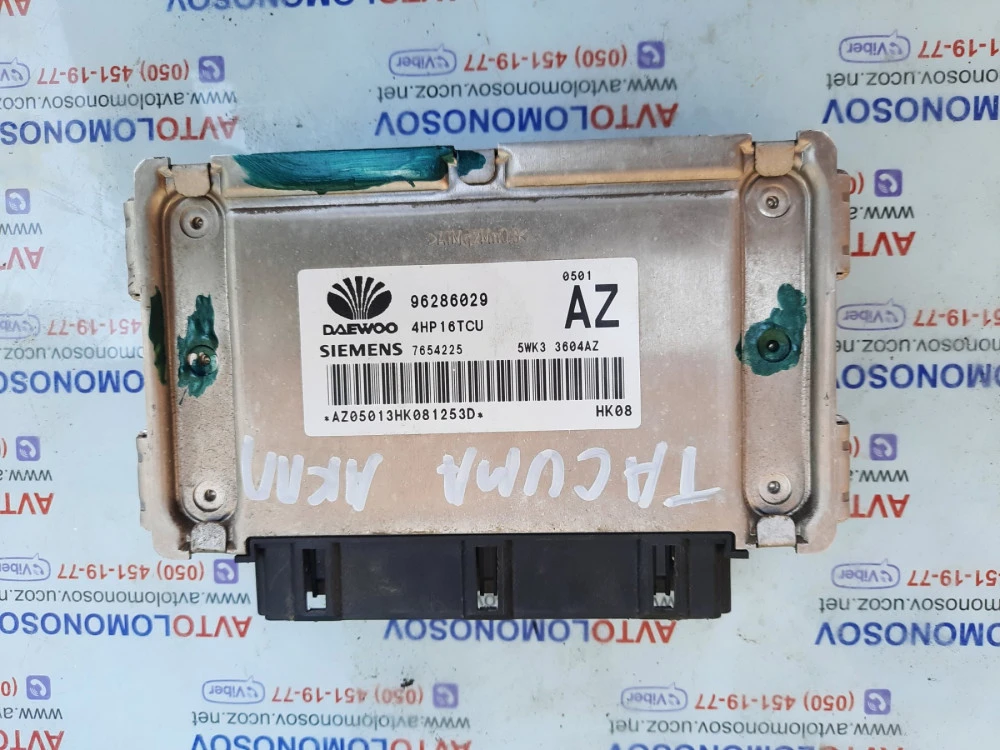 (050) 451-19-77 Viber
www.avtolomonosov.ucoz.net
AVTOLOMONOSOV
96286029
0501
AZ
DAEWOO 4HP16TCU
SIEMENS 7654225 5WK3 3604AZ
*AZ05013HK081253D*
HK08
TACUMA АКПП